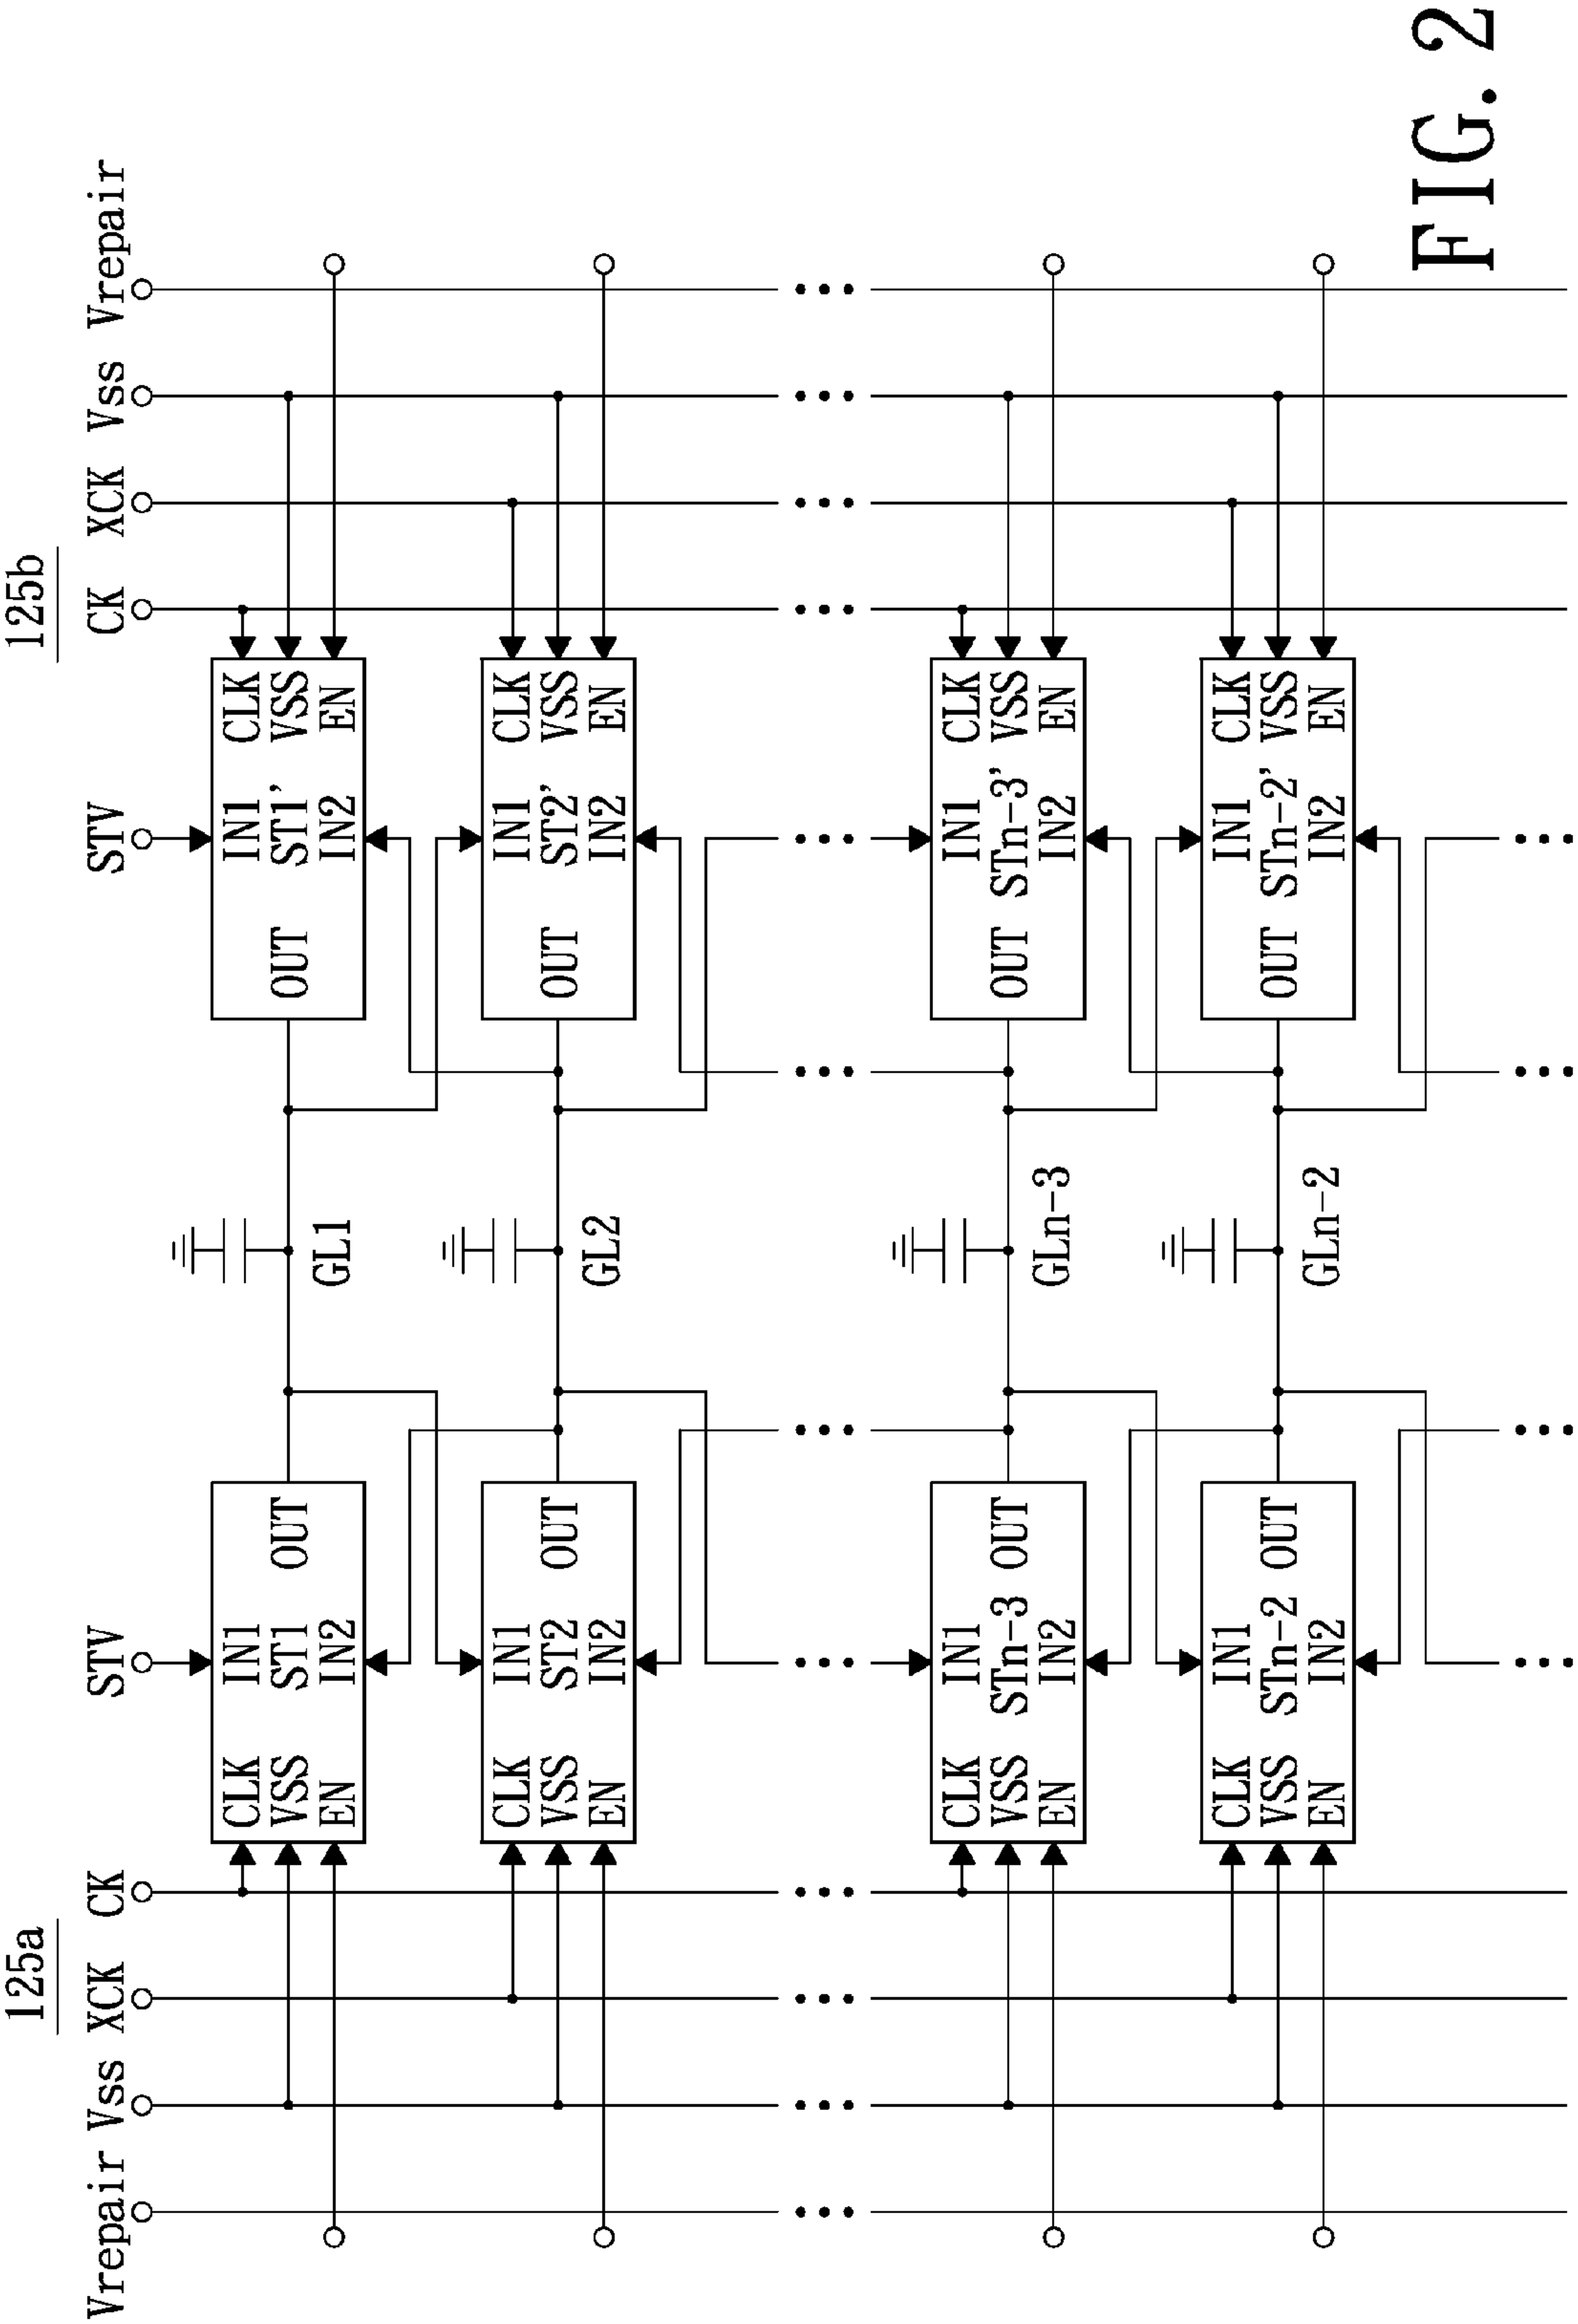 125a 125b
Vrepair Vss XCK CK STV STV CK XCK Vss Vrepair
CLK IN1 IN1 CLK
VSS ST1 OUT OUT ST1' VSS
EN IN2 GL1 IN2 EN
CLK IN1 IN1 CLK
VSS ST2 OUT OUT ST2' VSS
EN IN2 GL2 IN2 EN
CLK IN1 IN1 CLK
VSS STn-3 OUT OUT STn-3' VSS
EN IN2 GLn-3 IN2 EN
CLK IN1 IN1 CLK
VSS STn-2 OUT OUT STn-2' VSS
EN IN2 GLn-2 IN2 EN
FIG. 2